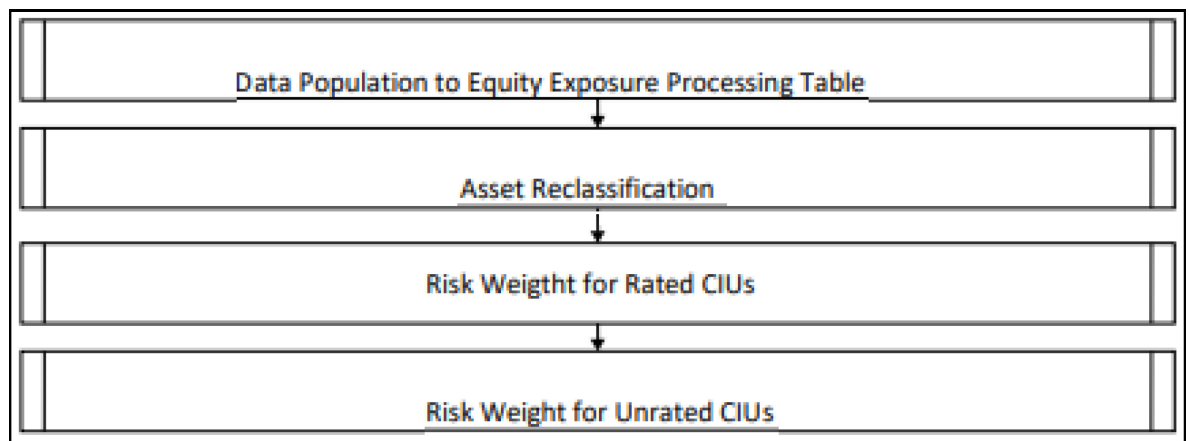 Data Population to Equity Exposure Processing Table
Asset Reclassification
Risk Weigtht for Rated CIUs
Risk Weight for Unrated CIUs